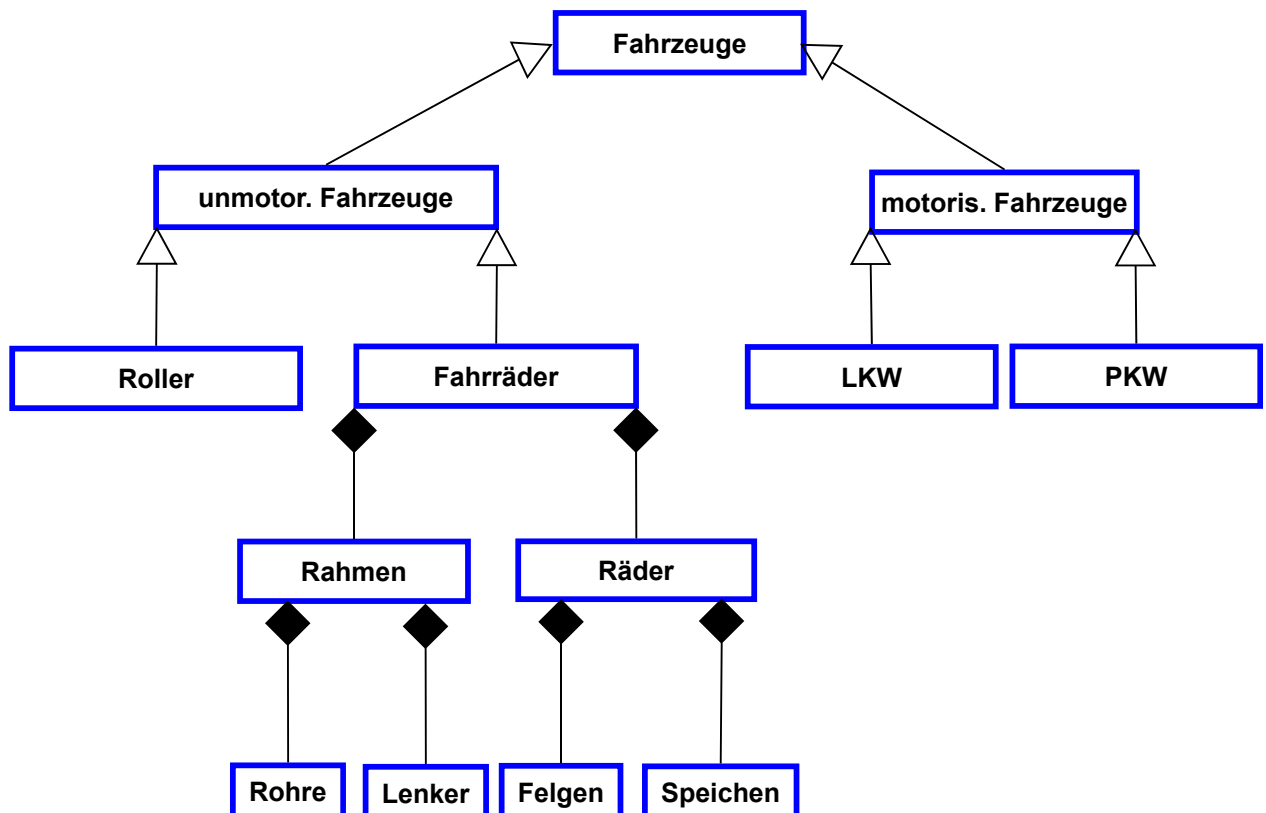 Fahrzeuge
unmotor. Fahrzeuge
motoris. Fahrzeuge
Roller
Fahrräder
LKW
PKW
Rahmen
Räder
Rohre
Lenker
Felgen
Speichen